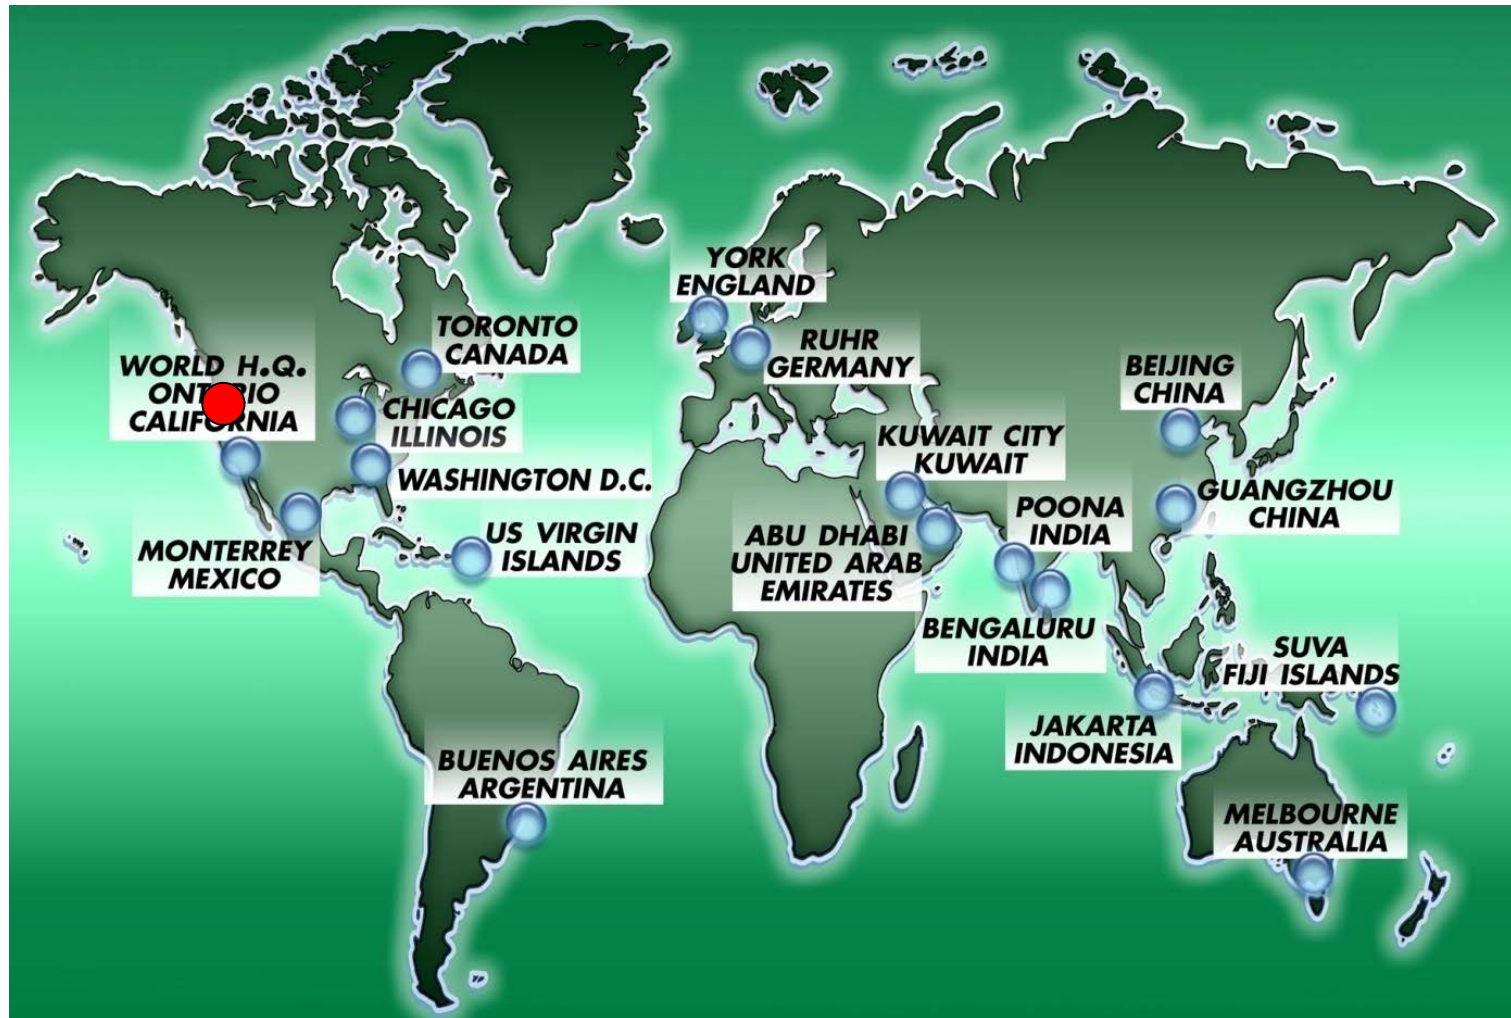 YORK
ENGLAND
TORONTO
CANADA
RUHR
GERMANY
WORLD H.Q.
CALIFORNIA
BEIJING
CHINA
CHICAGO
ILLINOIS
KUWAIT CITY
KUWAIT
WASHINGTON D.C.
GUANGZHOU
CHINA
POONA
INDIA
US VIRGIN
ISLANDS
ABU DHABI
UNITED ARAB
EMIRATES
MONTERREY
MEXICO
BENGALURU
INDIA
SUVA
FIJI ISLANDS
JAKARTA
INDONESIA
BUENOS AIRES
ARGENTINA
MELBOURNE
AUSTRALIA